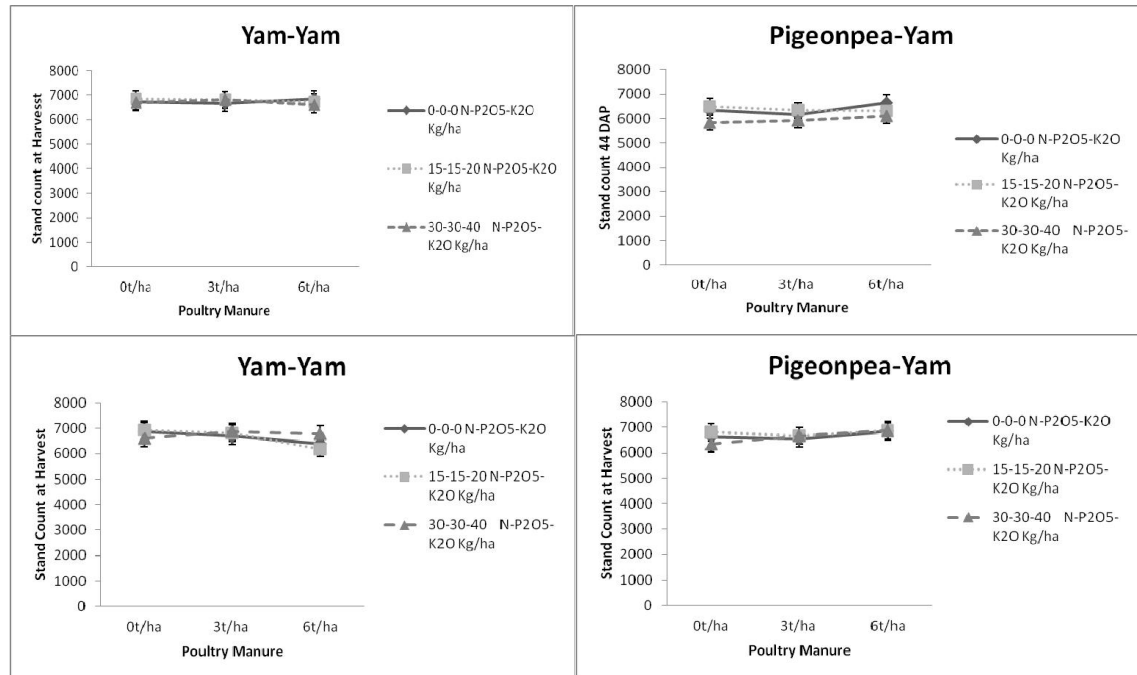 Yam-Yam
Stand count at Harvesst
8000
7000
6000
5000
4000
3000
2000
1000
0
0t/ha 3t/ha 6t/ha
Poultry Manure
0-0-0 N-P2O5-K2O
Kg/ha
15-15-20 N-P2O5-K2O
Kg/ha
30-30-40 N-P2O5-
K2O Kg/ha
Pigeonpea-Yam
Stand count 44 DAP
8000
7000
6000
5000
4000
3000
2000
1000
0
0t/ha 3t/ha 6t/ha
Poultry Manure
0-0-0 N-P2O5-K2O
Kg/ha
15-15-20 N-P2O5-
K2O Kg/ha
30-30-40 N-P2O5-
K2O Kg/ha
Yam-Yam
Stand Count at Harvest
8000
7000
6000
5000
4000
3000
2000
1000
0
0t/ha 3t/ha 6t/ha
Poultry Manure
0-0-0 N-P2O5-K2O
Kg/ha
15-15-20 N-P2O5-
K2O Kg/ha
30-30-40 N-P2O5-
K2O Kg/ha
Pigeonpea-Yam
Stand Count at Harvest
8000
7000
6000
5000
4000
3000
2000
1000
0
0t/ha 3t/ha 6t/ha
Poultry Manure
0-0-0 N-P2O5-K2O
Kg/ha
15-15-20 N-P2O5-
K2O Kg/ha
30-30-40 N-P2O5-
K2O Kg/ha